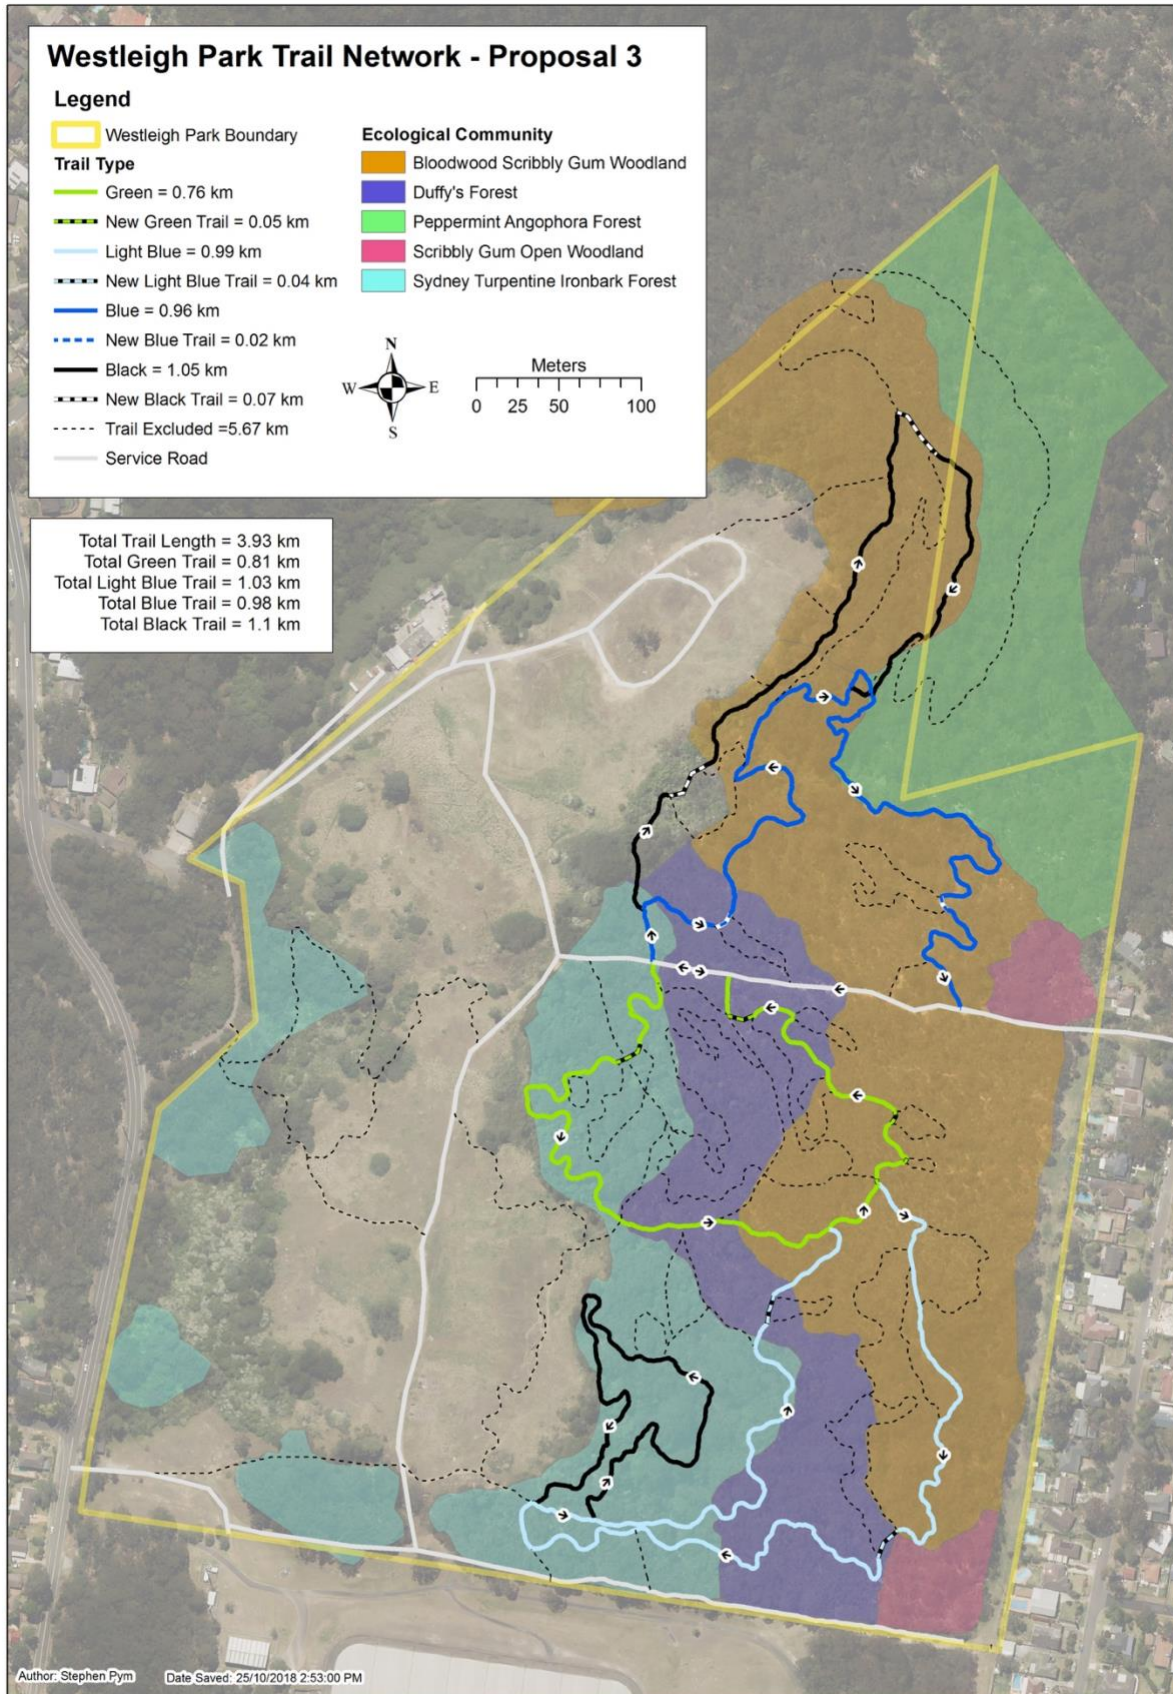 Westleigh Park Trail Network - Proposal 3
Legend
Westleigh Park Boundary
Trail Type
Green = 0.76 km
New Green Trail = 0.05 km
Light Blue = 0.99 km
New Light Blue Trail = 0.04 km
Blue = 0.96 km
New Blue Trail = 0.02 km
Black = 1.05 km
New Black Trail = 0.07 km
Trail Excluded =5.67 km
Service Road
Ecological Community
Bloodwood Scribbly Gum Woodland
Duffy's Forest
Peppermint Angophora Forest
Scribbly Gum Open Woodland
Sydney Turpentine Ironbark Forest
N
W E
S
Meters
0 25 50 100
Total Trail Length = 3.93 km
Total Green Trail = 0.81 km
Total Light Blue Trail = 1.03 km
Total Blue Trail = 0.98 km
Total Black Trail = 1.1 km
Author: Stephen Pym Date Saved: 25/10/2018 2:53:00 PM